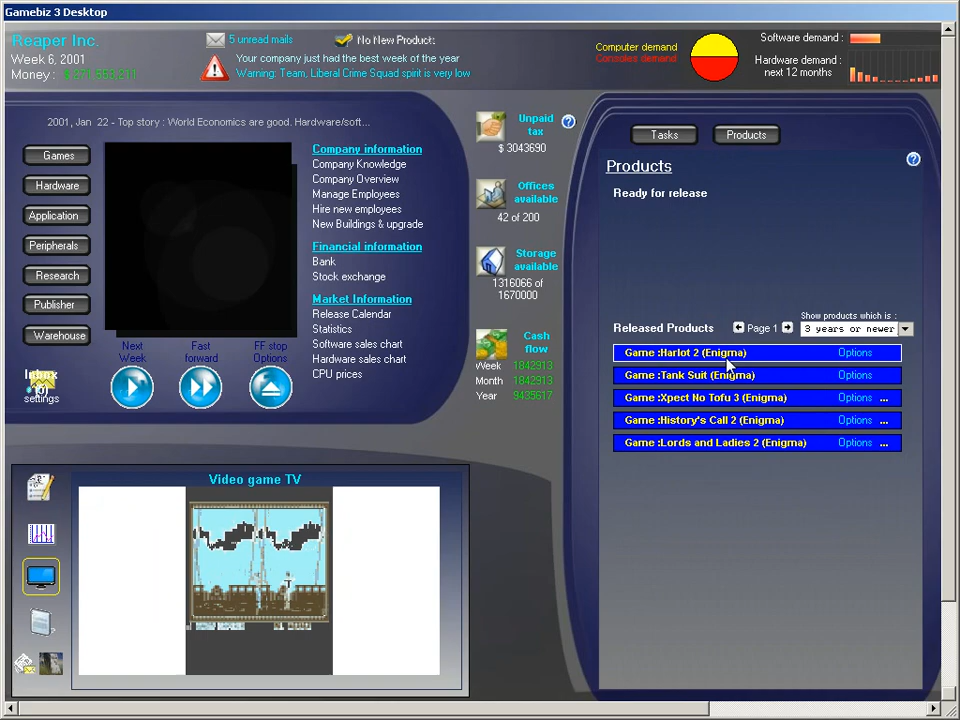 Gamebiz 3 Desktop
Reaper Inc.
Week 6, 2001
Money :
5 unread mails
No New Products
Your company just had the best week of the year
Warning: Team, Liberal Crime Squad spirit is very low
Computer demand
Consoles demand
Software demand :
Hardware demand :
next 12 months
2001, Jan 22 - Top story : World Economics are good. Hardware/soft...
Games
Hardware
Application
Peripherals
Research
Publisher
Warehouse
Inbox
(0)
settings
Next
Week
Fast
forward
FF stop
Options
Company information
Company Knowledge
Company Overview
Manage Employees
Hire new employees
New Buildings & upgrade
Financial information
Bank
Stock exchange
Market Information
Release Calendar
Statistics
Software sales chart
Hardware sales chart
CPU prices
Unpaid
tax
$ 3043690
Offices
available
42 of 200
Storage
available
1316066 of
1670000
Cash
flow
Week 1842913
Month 1842913
Year 9435617
Tasks
Products
Products
Ready for release
Released Products
Page 1
Show products which is :
3 years or newer
Game :Harlot 2 (Enigma) Options
Game :Tank Suit (Enigma) Options
Game :Xpect No Tofu 3 (Enigma) Options ...
Game :History's Call 2 (Enigma) Options ...
Game :Lords and Ladies 2 (Enigma) Options ...
Video game TV